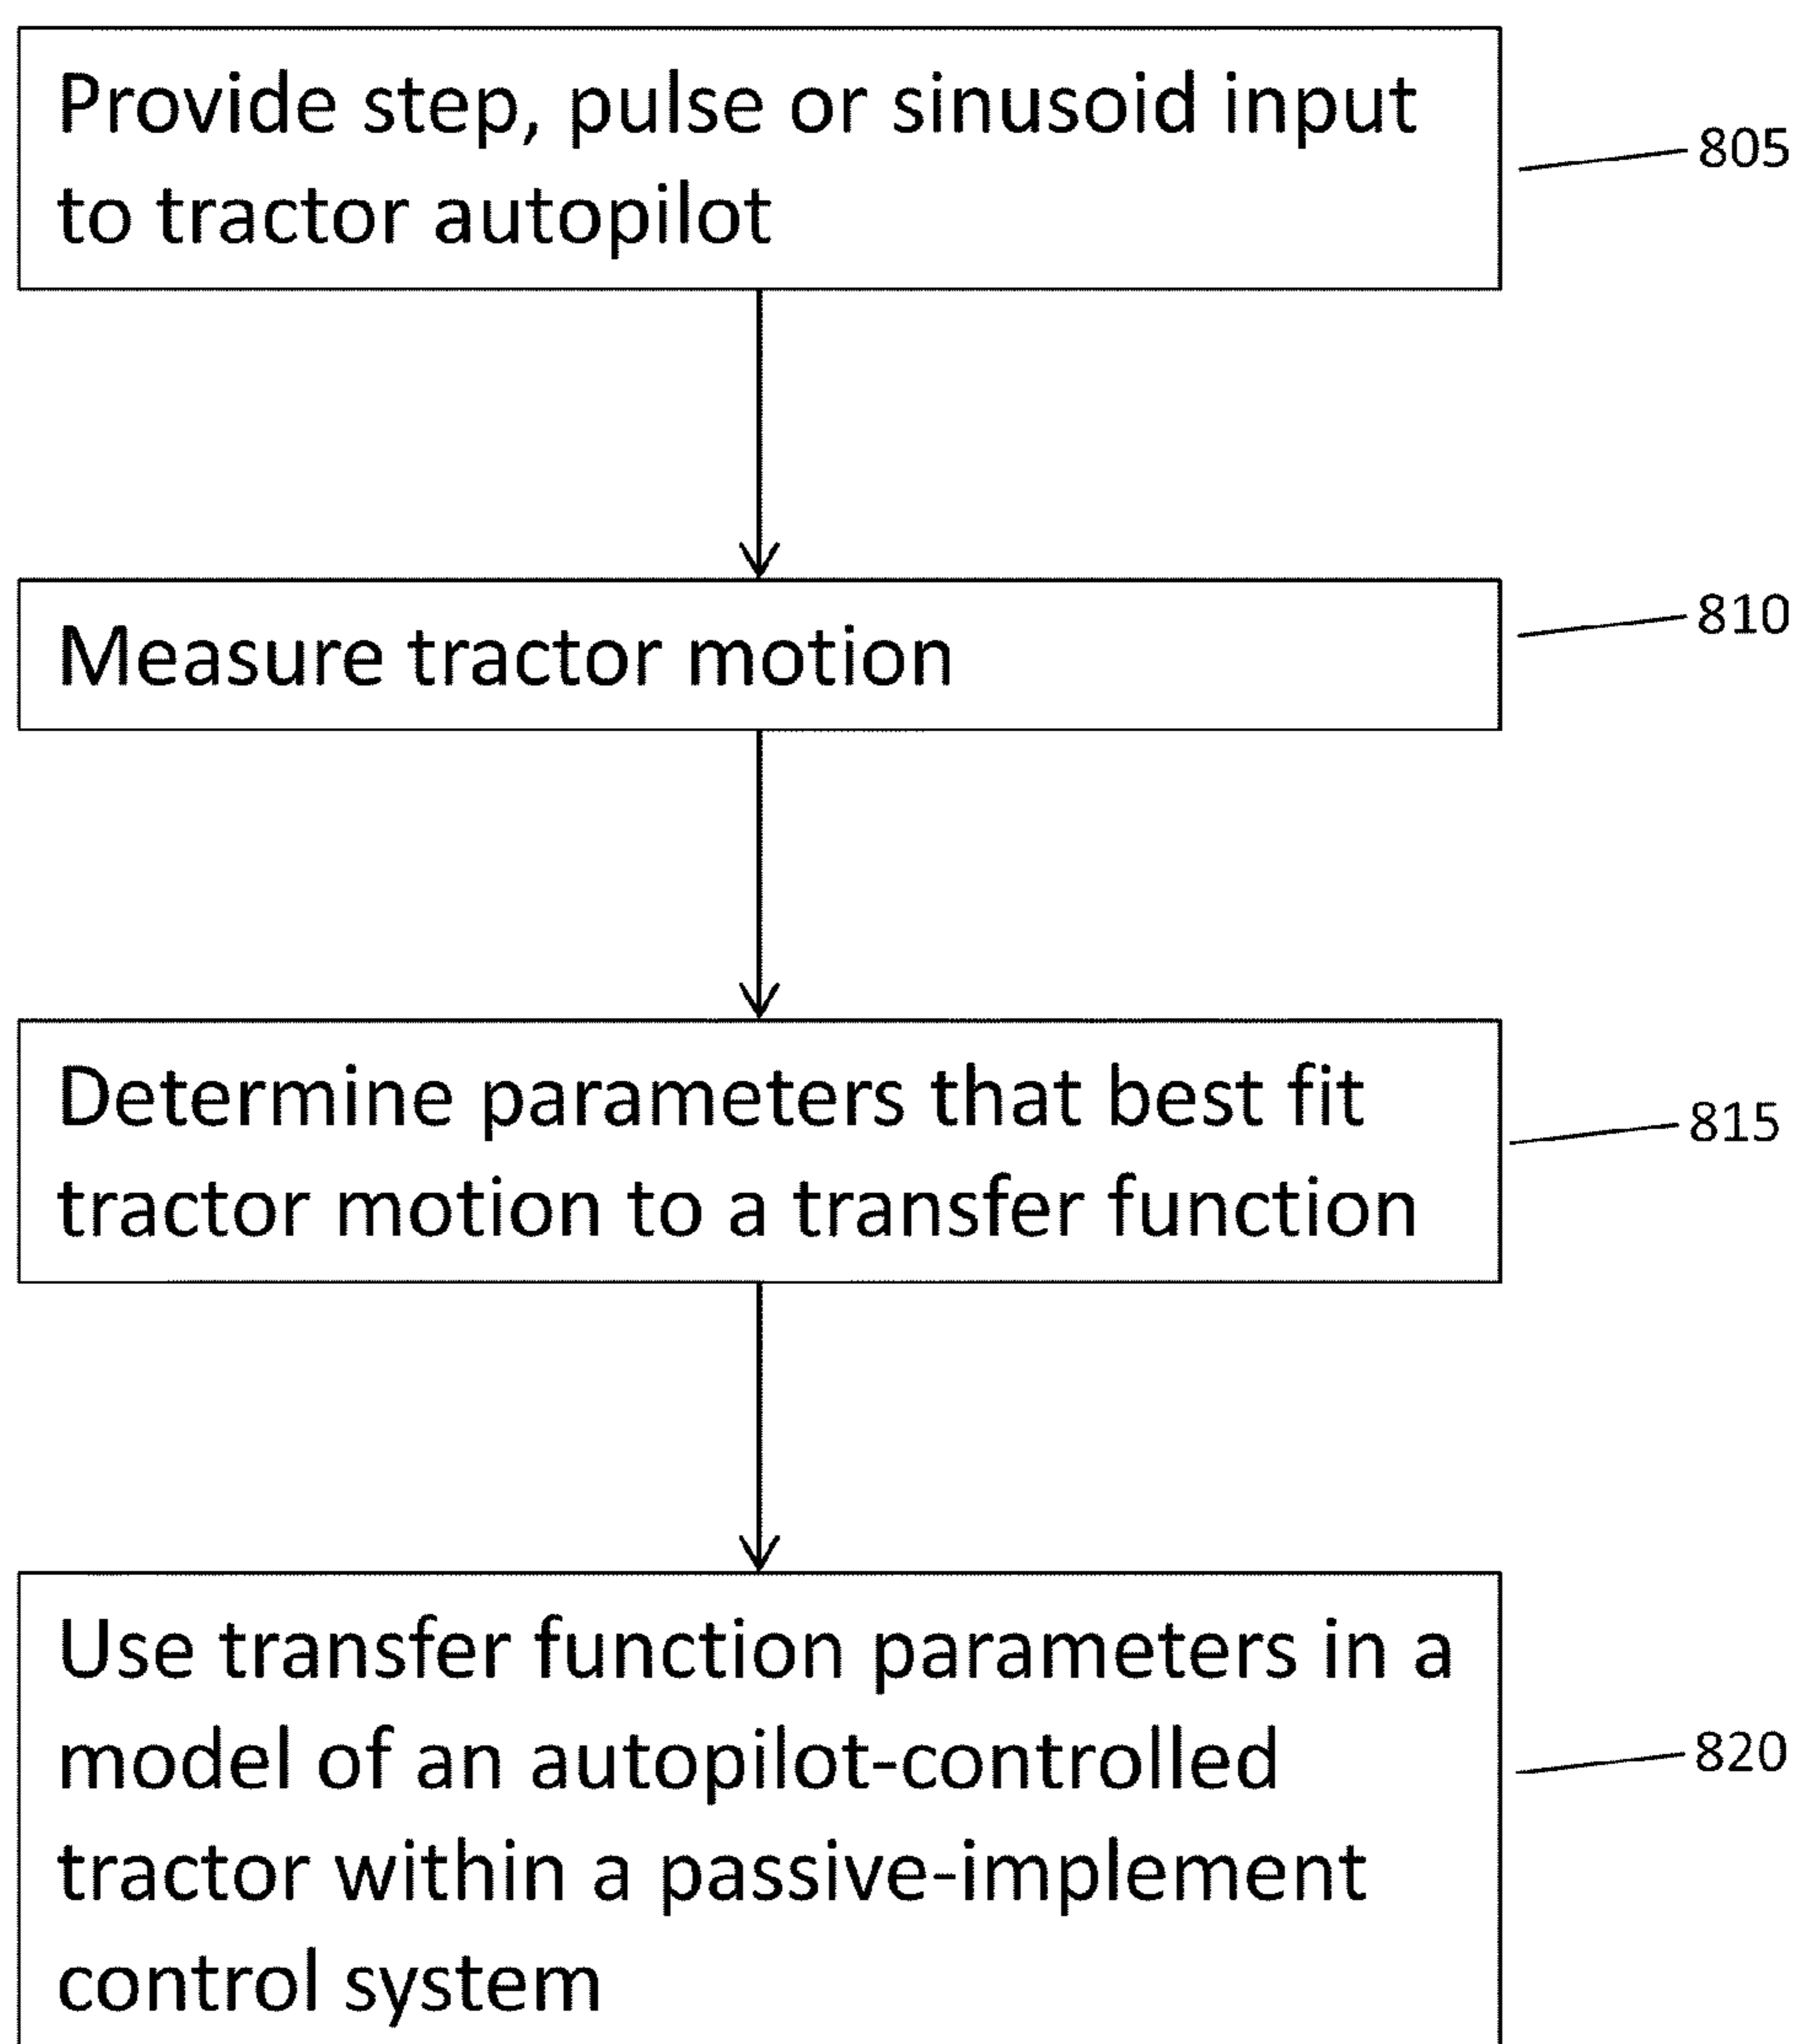 Provide step, pulse or sinusoid input
to tractor autopilot
805
Measure tractor motion
810
Determine parameters that best fit
tractor motion to a transfer function
815
Use transfer function parameters in a
model of an autopilot-controlled
tractor within a passive-implement
control system
820